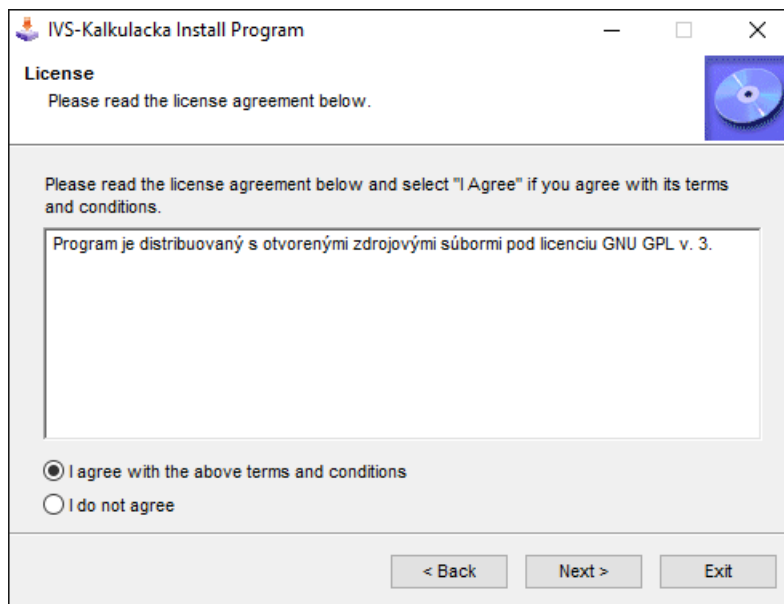 IVS-Kalkulacka Install Program
License
Please read the license agreement below.
Please read the license agreement below and select "I Agree" if you agree with its terms
and conditions.
Program je distribuovaný s otvorenými zdrojovými súbormi pod licenciu GNU GPL v. 3.
I agree with the above terms and conditions
I do not agree
< Back Next > Exit